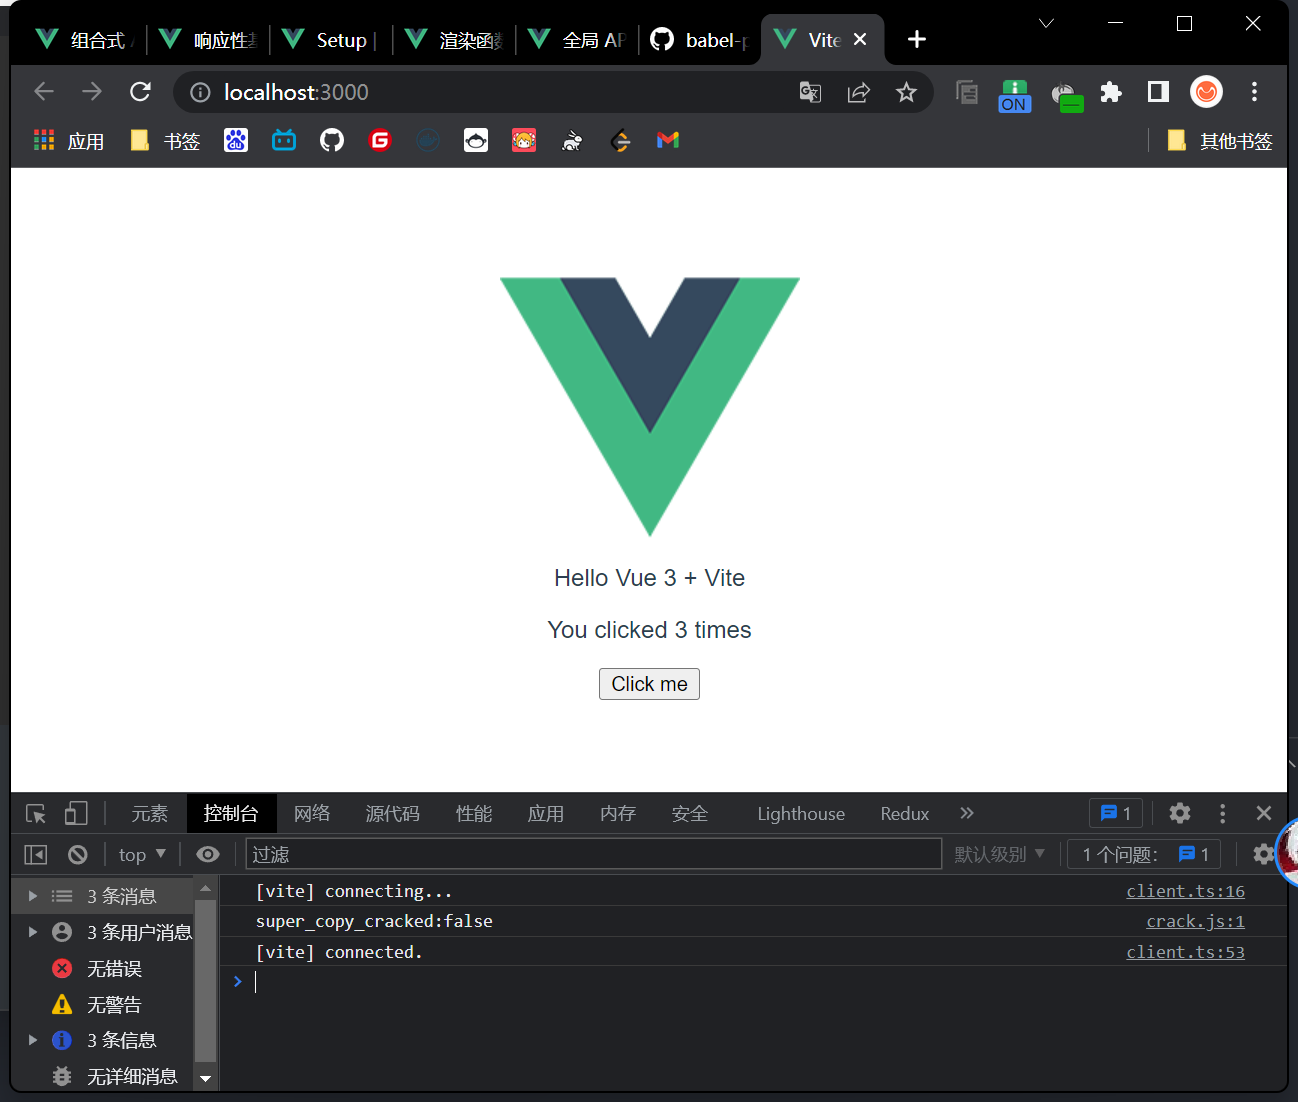 组合式
响应性基
Setup
渲染函数
全局 AP
babel-p
Vite
localhost:3000
ON
应用
书签
du
G
其他书签
Hello Vue 3 + Vite
You clicked 3 times
Click me
元素
控制台
网络
源代码
性能
应用
内存
安全
Lighthouse
Redux
1
top
过滤
默认级别
1 个问题:
1
3 条消息
3 条用户消息
无错误
无警告
3 条信息
无详细消息
[vite] connecting... client.ts:16
super_copy_cracked:false crack.js:1
[vite] connected. client.ts:53